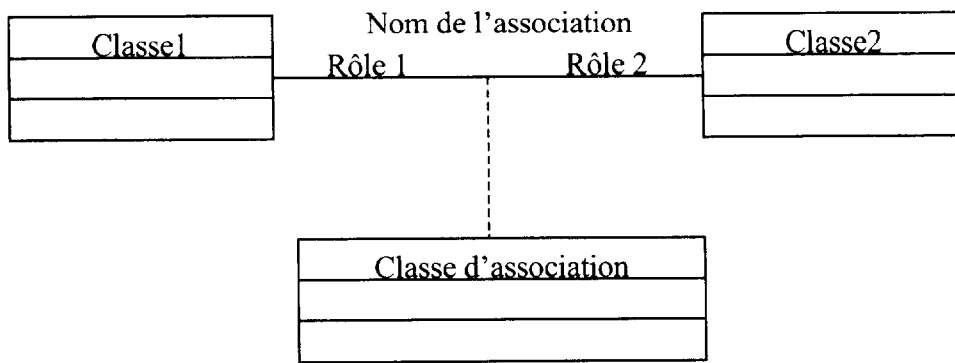 Nom de l'association
Classe1
Classe2
Rôle 1
Rôle 2
Classe d'association